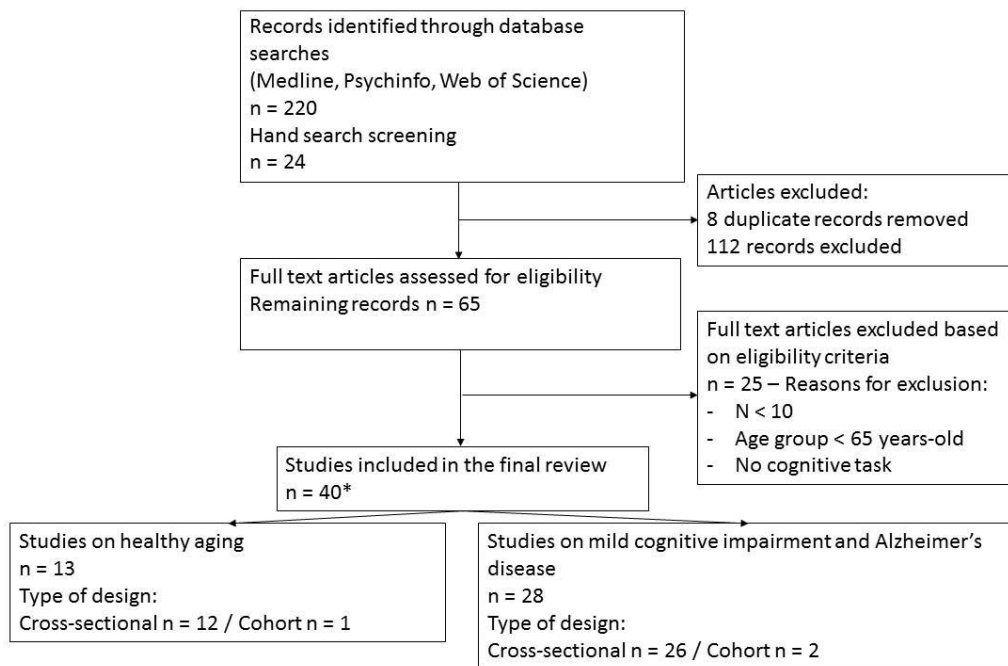 Records identified through database
searches
(Medline, Psychinfo, Web of Science)
n = 220
Hand search screening
n = 24
Articles excluded:
8 duplicate records removed
112 records excluded
Full text articles assessed for eligibility
Remaining records n = 65
Full text articles excluded based
on eligibility criteria
n = 25 – Reasons for exclusion:
- N < 10
- Age group < 65 years-old
- No cognitive task
Studies included in the final review
n = 40*
Studies on healthy aging
n = 13
Type of design:
Cross-sectional n = 12 / Cohort n = 1
Studies on mild cognitive impairment and Alzheimer's
disease
n = 28
Type of design:
Cross-sectional n = 26 / Cohort n = 2